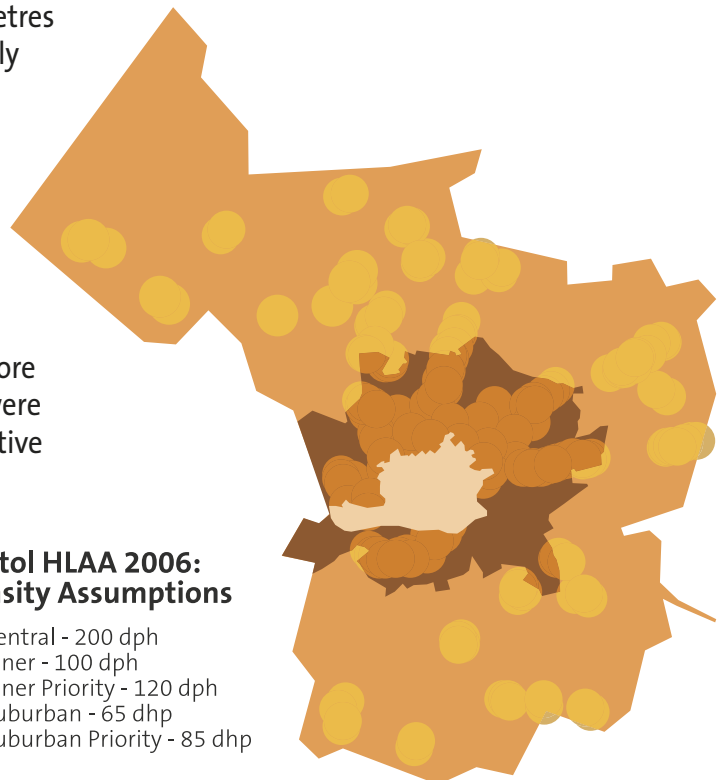 etres
ly
ore
vere
tive
tol HLAA 2006:
sity Assumptions
entral - 200 dph
ner - 100 dph
ner Priority - 120 dph
uburban - 65 dhp
uburban Priority - 85 dhp